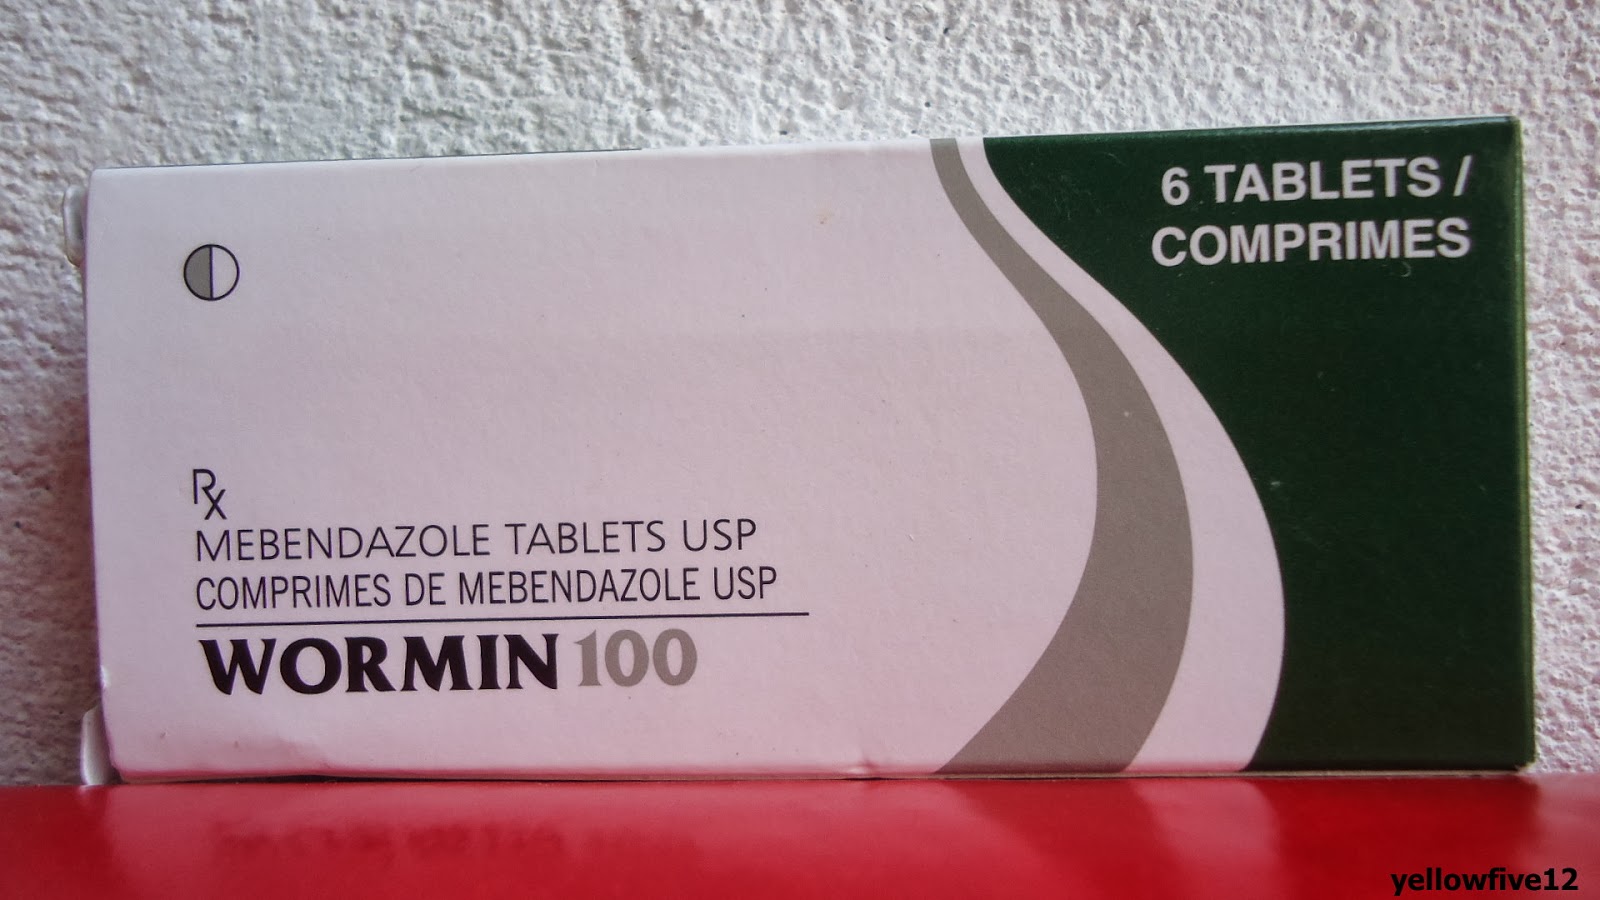 6 TABLETS /
COMPRIMES
Rx
MEBENDAZOLE TABLETS USP
COMPRIMES DE MEBENDAZOLE USP
WORMIN 100
yellowfive12